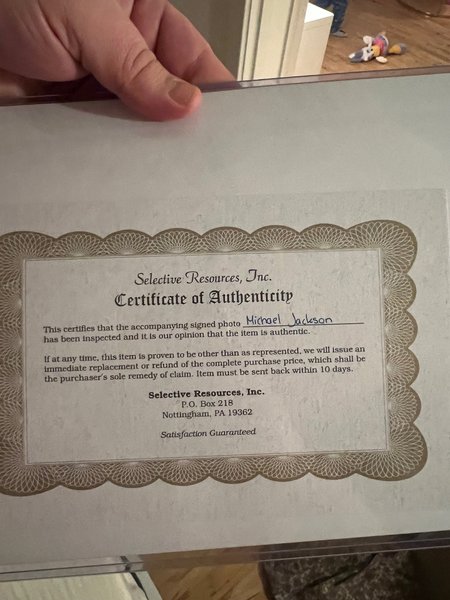 Selective Resources, Inc.
Certificate of Authenticity
This certifies that the accompanying signed photo Michael Jackson
has been inspected and it is our opinion that the item is authentic.
If at any time, this item is proven to be other than as represented, we will issue an
immediate replacement or refund of the complete purchase price, which shall be
the purchaser's sole remedy of claim. Item must be sent back within 10 days.
Selective Resources, Inc.
P.O. Box 218
Nottingham, PA 19362
Satisfaction Guaranteed